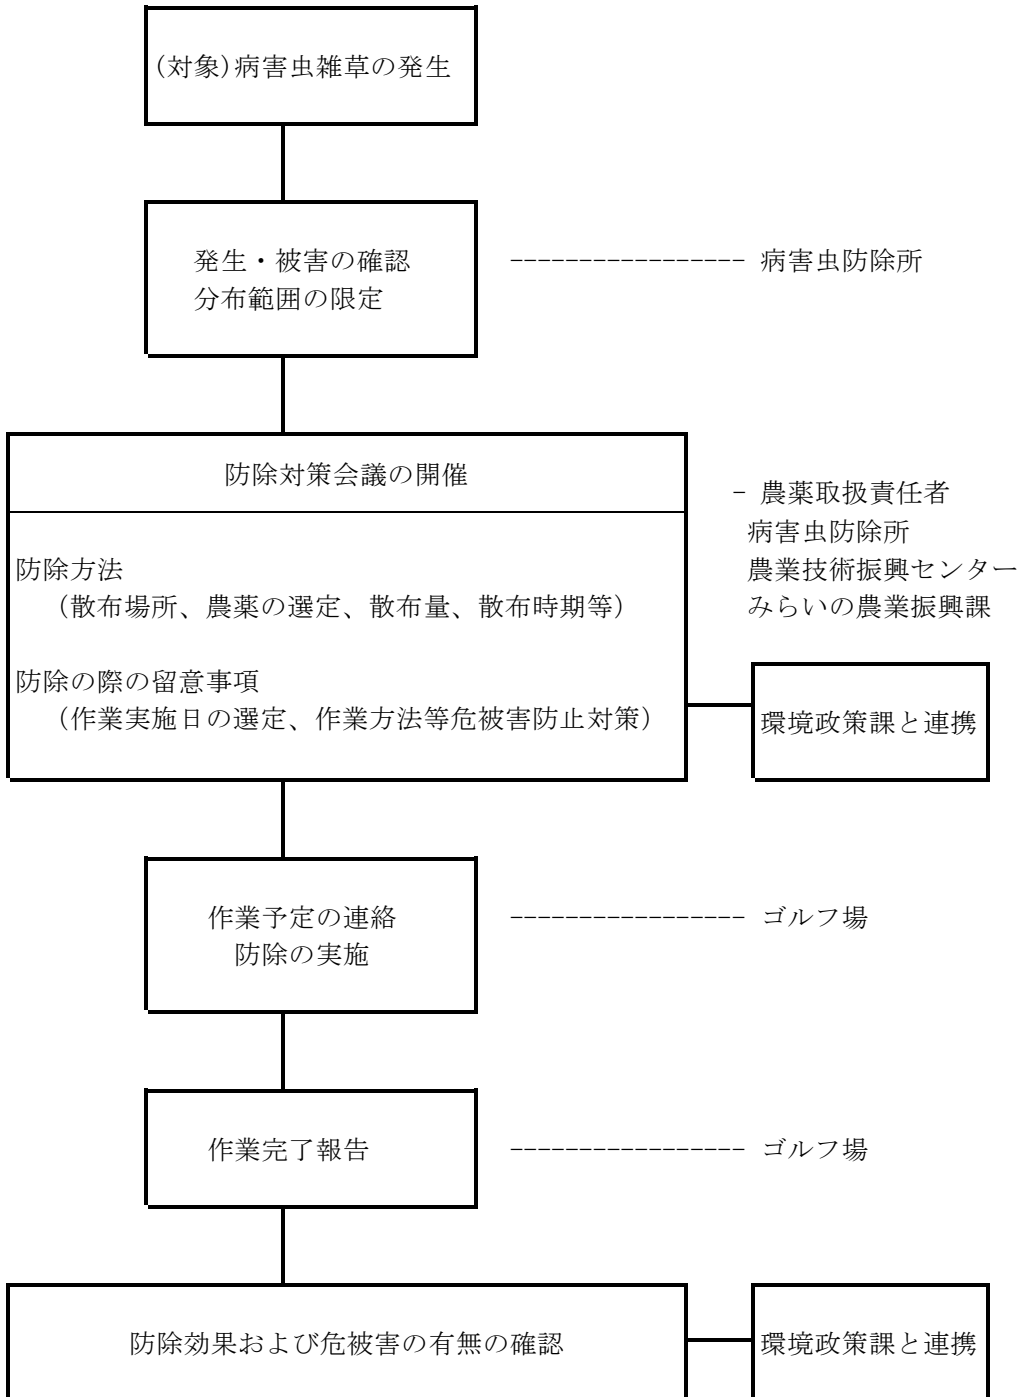 (対象)病害虫雑草の発生
発生・被害の確認
分布範囲の限定
----------------- 病害虫防除所
防除対策会議の開催
防除方法
(散布場所、農薬の選定、散布量、散布時期等)
防除の際の留意事項
(作業実施日の選定、作業方法等危被害防止対策)
- 農薬取扱責任者
病害虫防除所
農業技術振興センター
みらいの農業振興課
環境政策課と連携
作業予定の連絡
防除の実施
----------------- ゴルフ場
作業完了報告
----------------- ゴルフ場
防除効果および危被害の有無の確認
環境政策課と連携